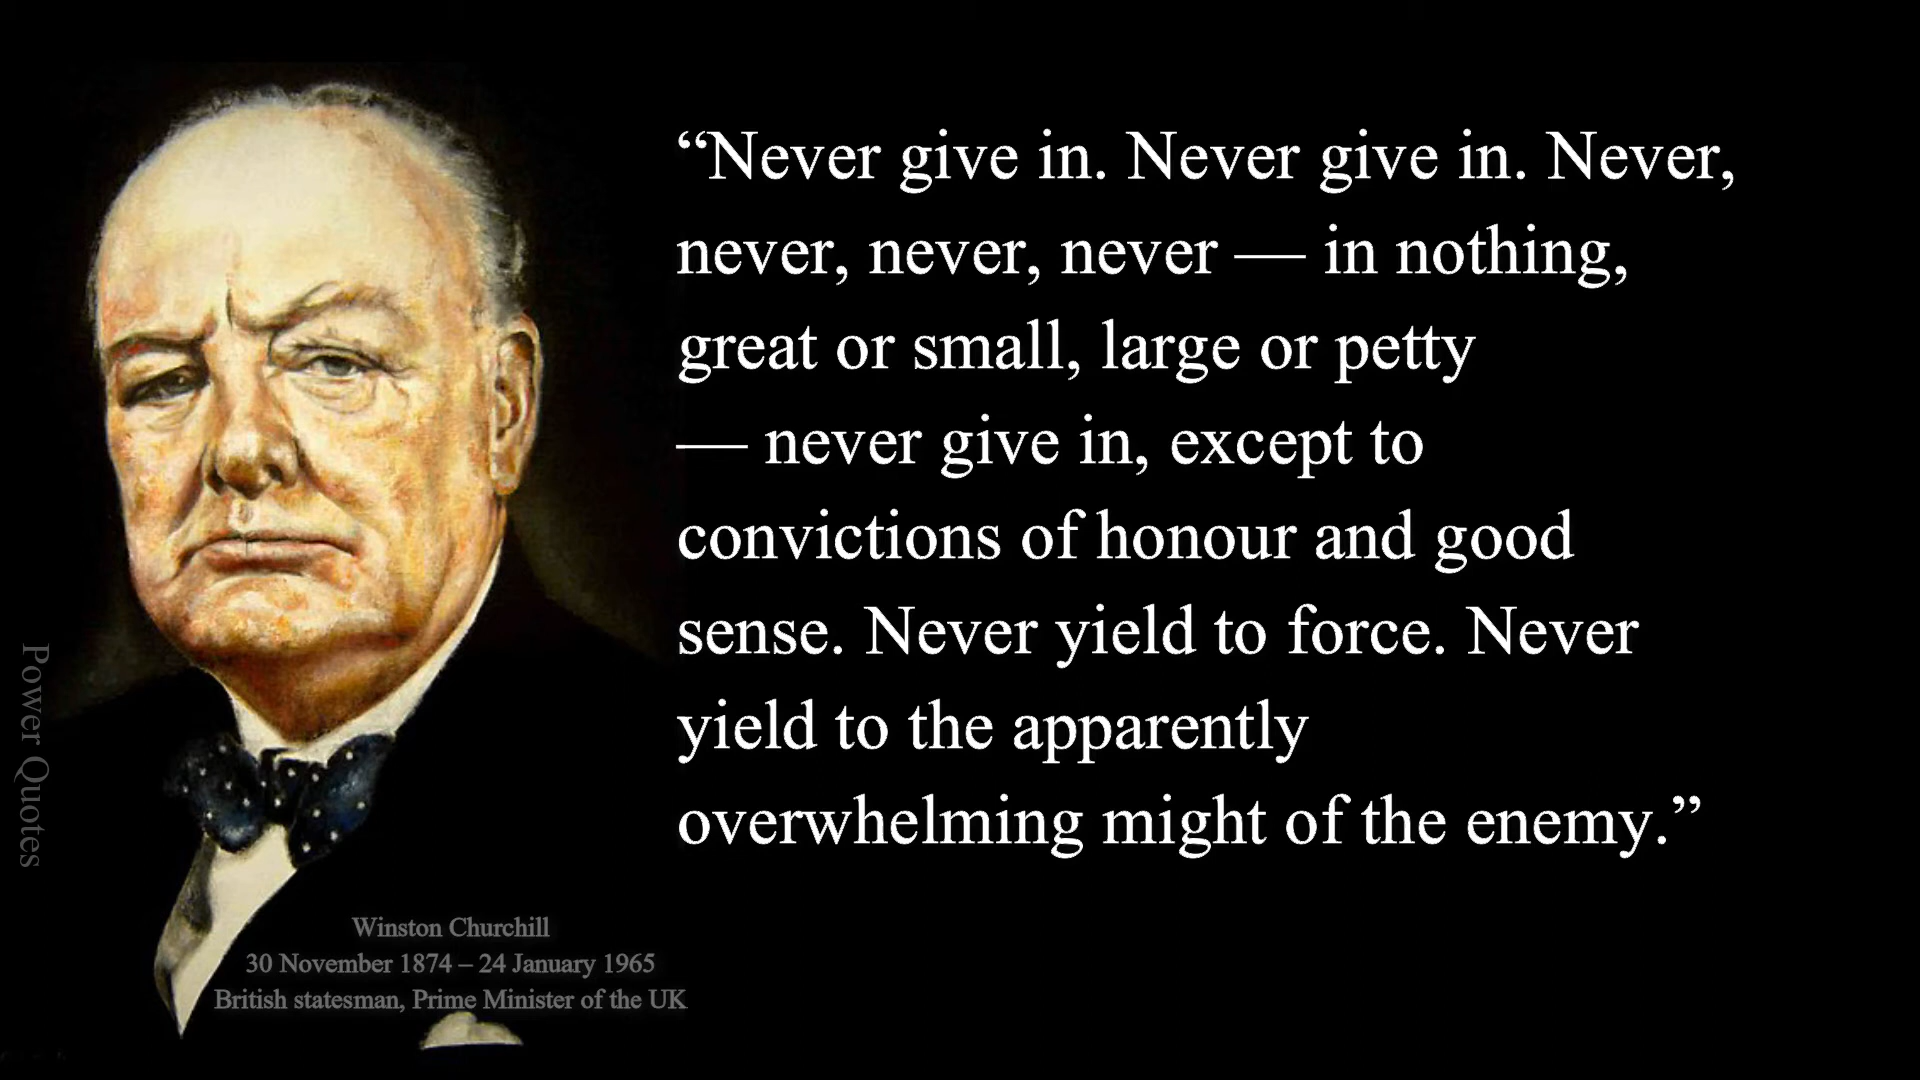 “Never give in. Never give in. Never,
never, never, never — in nothing,
great or small, large or petty
— never give in, except to
convictions of honour and good
sense. Never yield to force. Never
yield to the apparently
overwhelming might of the enemy.”
Winston Churchill
30 November 1874 – 24 January 1965
British statesman, Prime Minister of the UK
Power Quotes